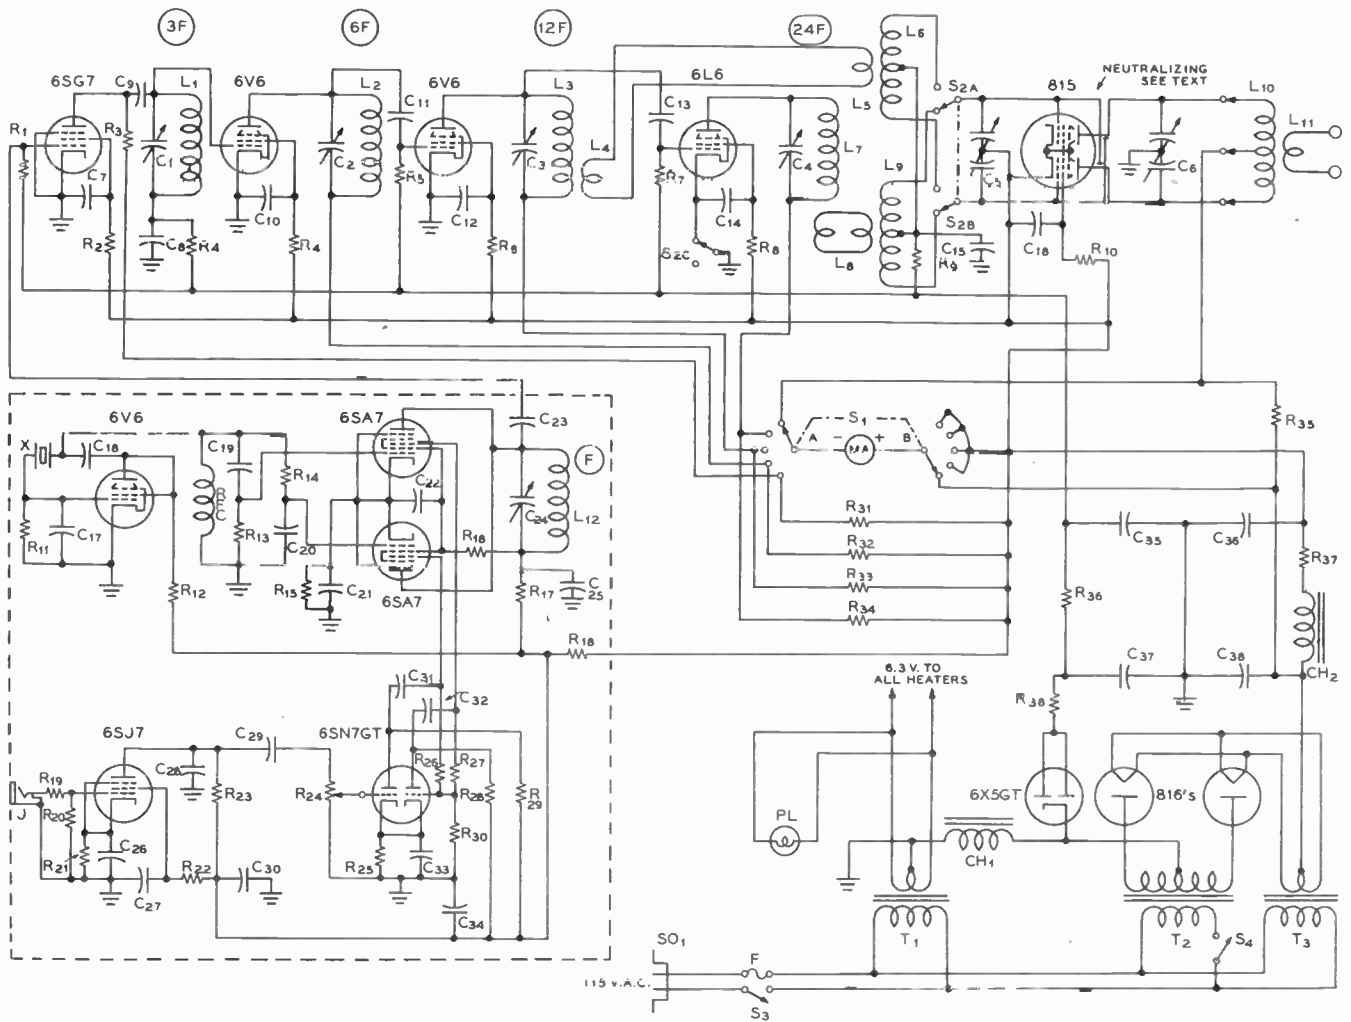 3F 6F 12F 24F
6SG7 C9 L1 6V6 L2 C11 6V6 L3 C13 6L6 L6 S2A 815 NEUTRALIZING
SEE TEXT L10
R1 R3 C1 C2 R5 C3 L4 R7 C4 L7 L5 L9 C5 C6 L11
C7 C10 C12 C14 S2B
R2 C8 R4 R4 R6 S2C R8 L8 C15 R9 C18 R10
6V6 6SA7 C23 S1 R35
X C18 C19 R14 F A - MA + B
RFC C22 C24 L12
R11 C17 R13 C20 R18 R31 C35 C36
R32 R37
R12 R15 C21 6SA7 R17 C25 R33 R36
R34
R18 C37 C38 CH2
6.3 V. TO
ALL HEATERS
C31 C32 R38
6SJ7 C29 6SN7GT
C28 R26 R27
R19 R23 R24 R28 R29 6X5GT 816's
J R20 PL
R21 C26 R25 C33 R30 CH1
R22 C30
C27 C34
SO1 F T1 T2 S4 T3
115 V.A.C.
S3